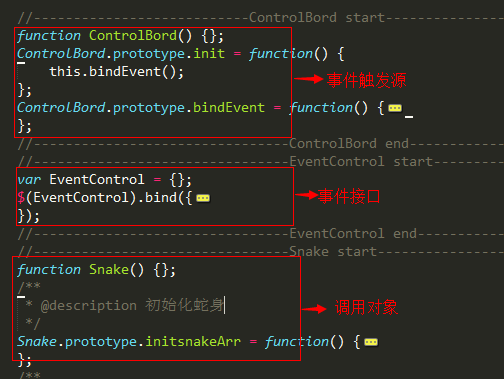 //---------------------------ControlBord start---------------
function ControlBord() {};
ControlBord.prototype.init = function() {
this.bindEvent();
};
事件触发源
ControlBord.prototype.bindEvent = function() {
};
//--------------------------------ControlBord end-----------
//--------------------------------EventControl start--------
var EventControl = {};
$(EventControl).bind({
事件接口
});
//--------------------------------EventControl end----------
//--------------------------------Snake start---------------
function Snake() {};
/**
* @description 初始化蛇身
调用对象
*/
Snake.prototype.initsnakeArr = function() {
};
/**